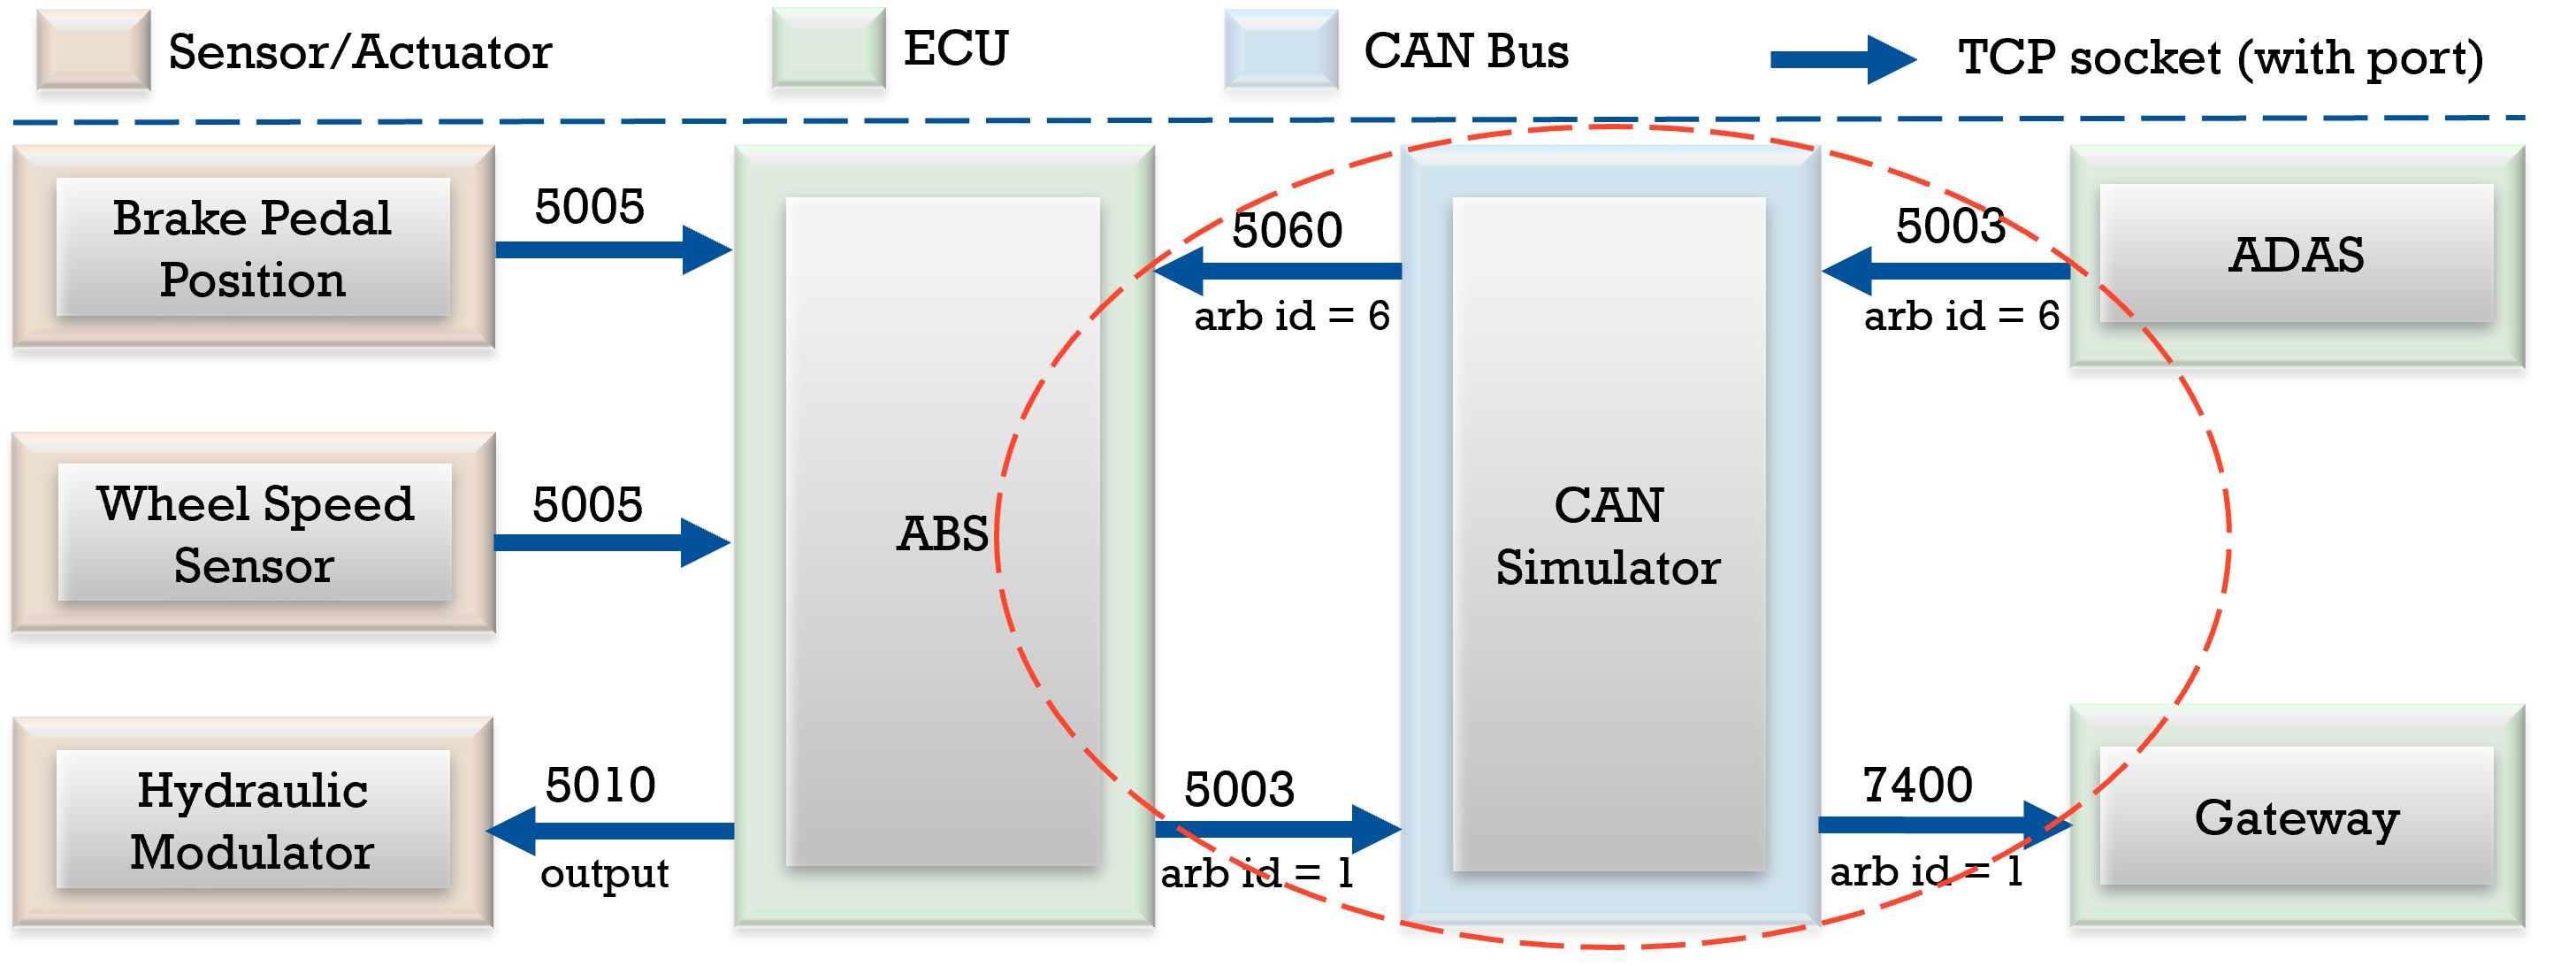 Sensor/Actuator
ECU
CAN Bus
TCP socket (with port)
Brake Pedal
Position
5005
5060
arb id = 6
5003
arb id = 6
ADAS
Wheel Speed
Sensor
5005
ABS
CAN
Simulator
Hydraulic
Modulator
5010
output
5003
arb id = 1
7400
arb id = 1
Gateway